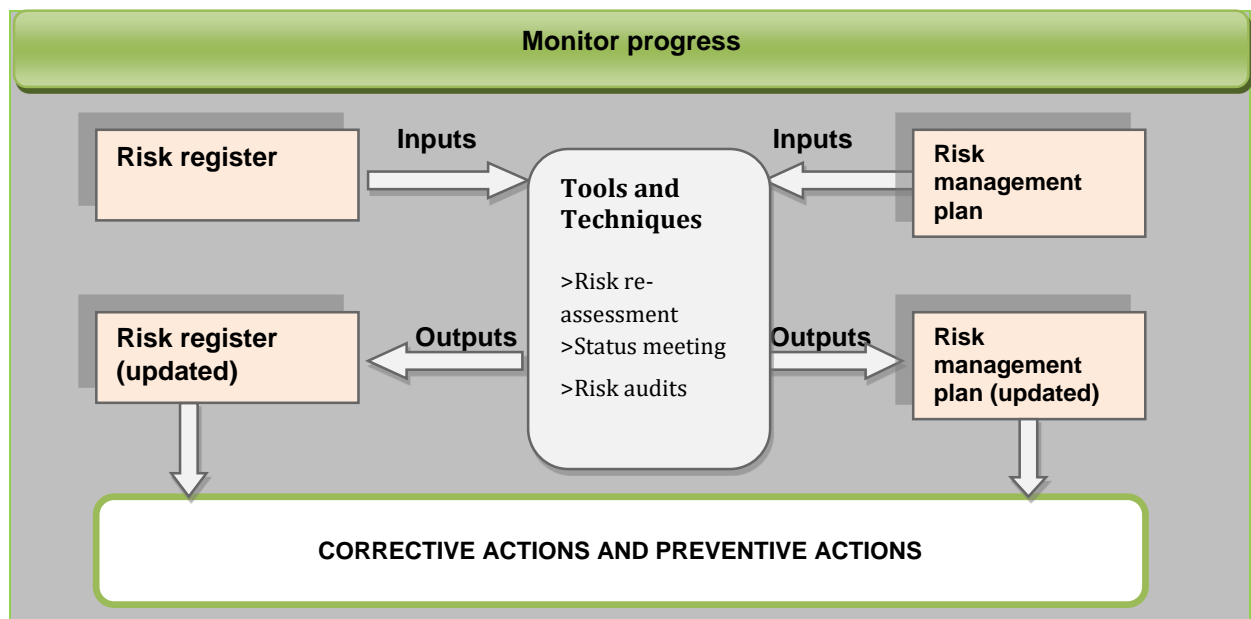 Monitor progress
Risk register
Inputs
Tools and
Techniques
>Risk re-
assessment
>Status meeting
>Risk audits
Inputs
Risk
management
plan
Risk register
(updated)
Outputs
Outputs
Risk
management
plan (updated)
CORRECTIVE ACTIONS AND PREVENTIVE ACTIONS